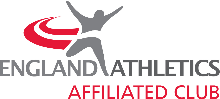 ENGLAND ATHLETICS
AFFILIATED CLUB